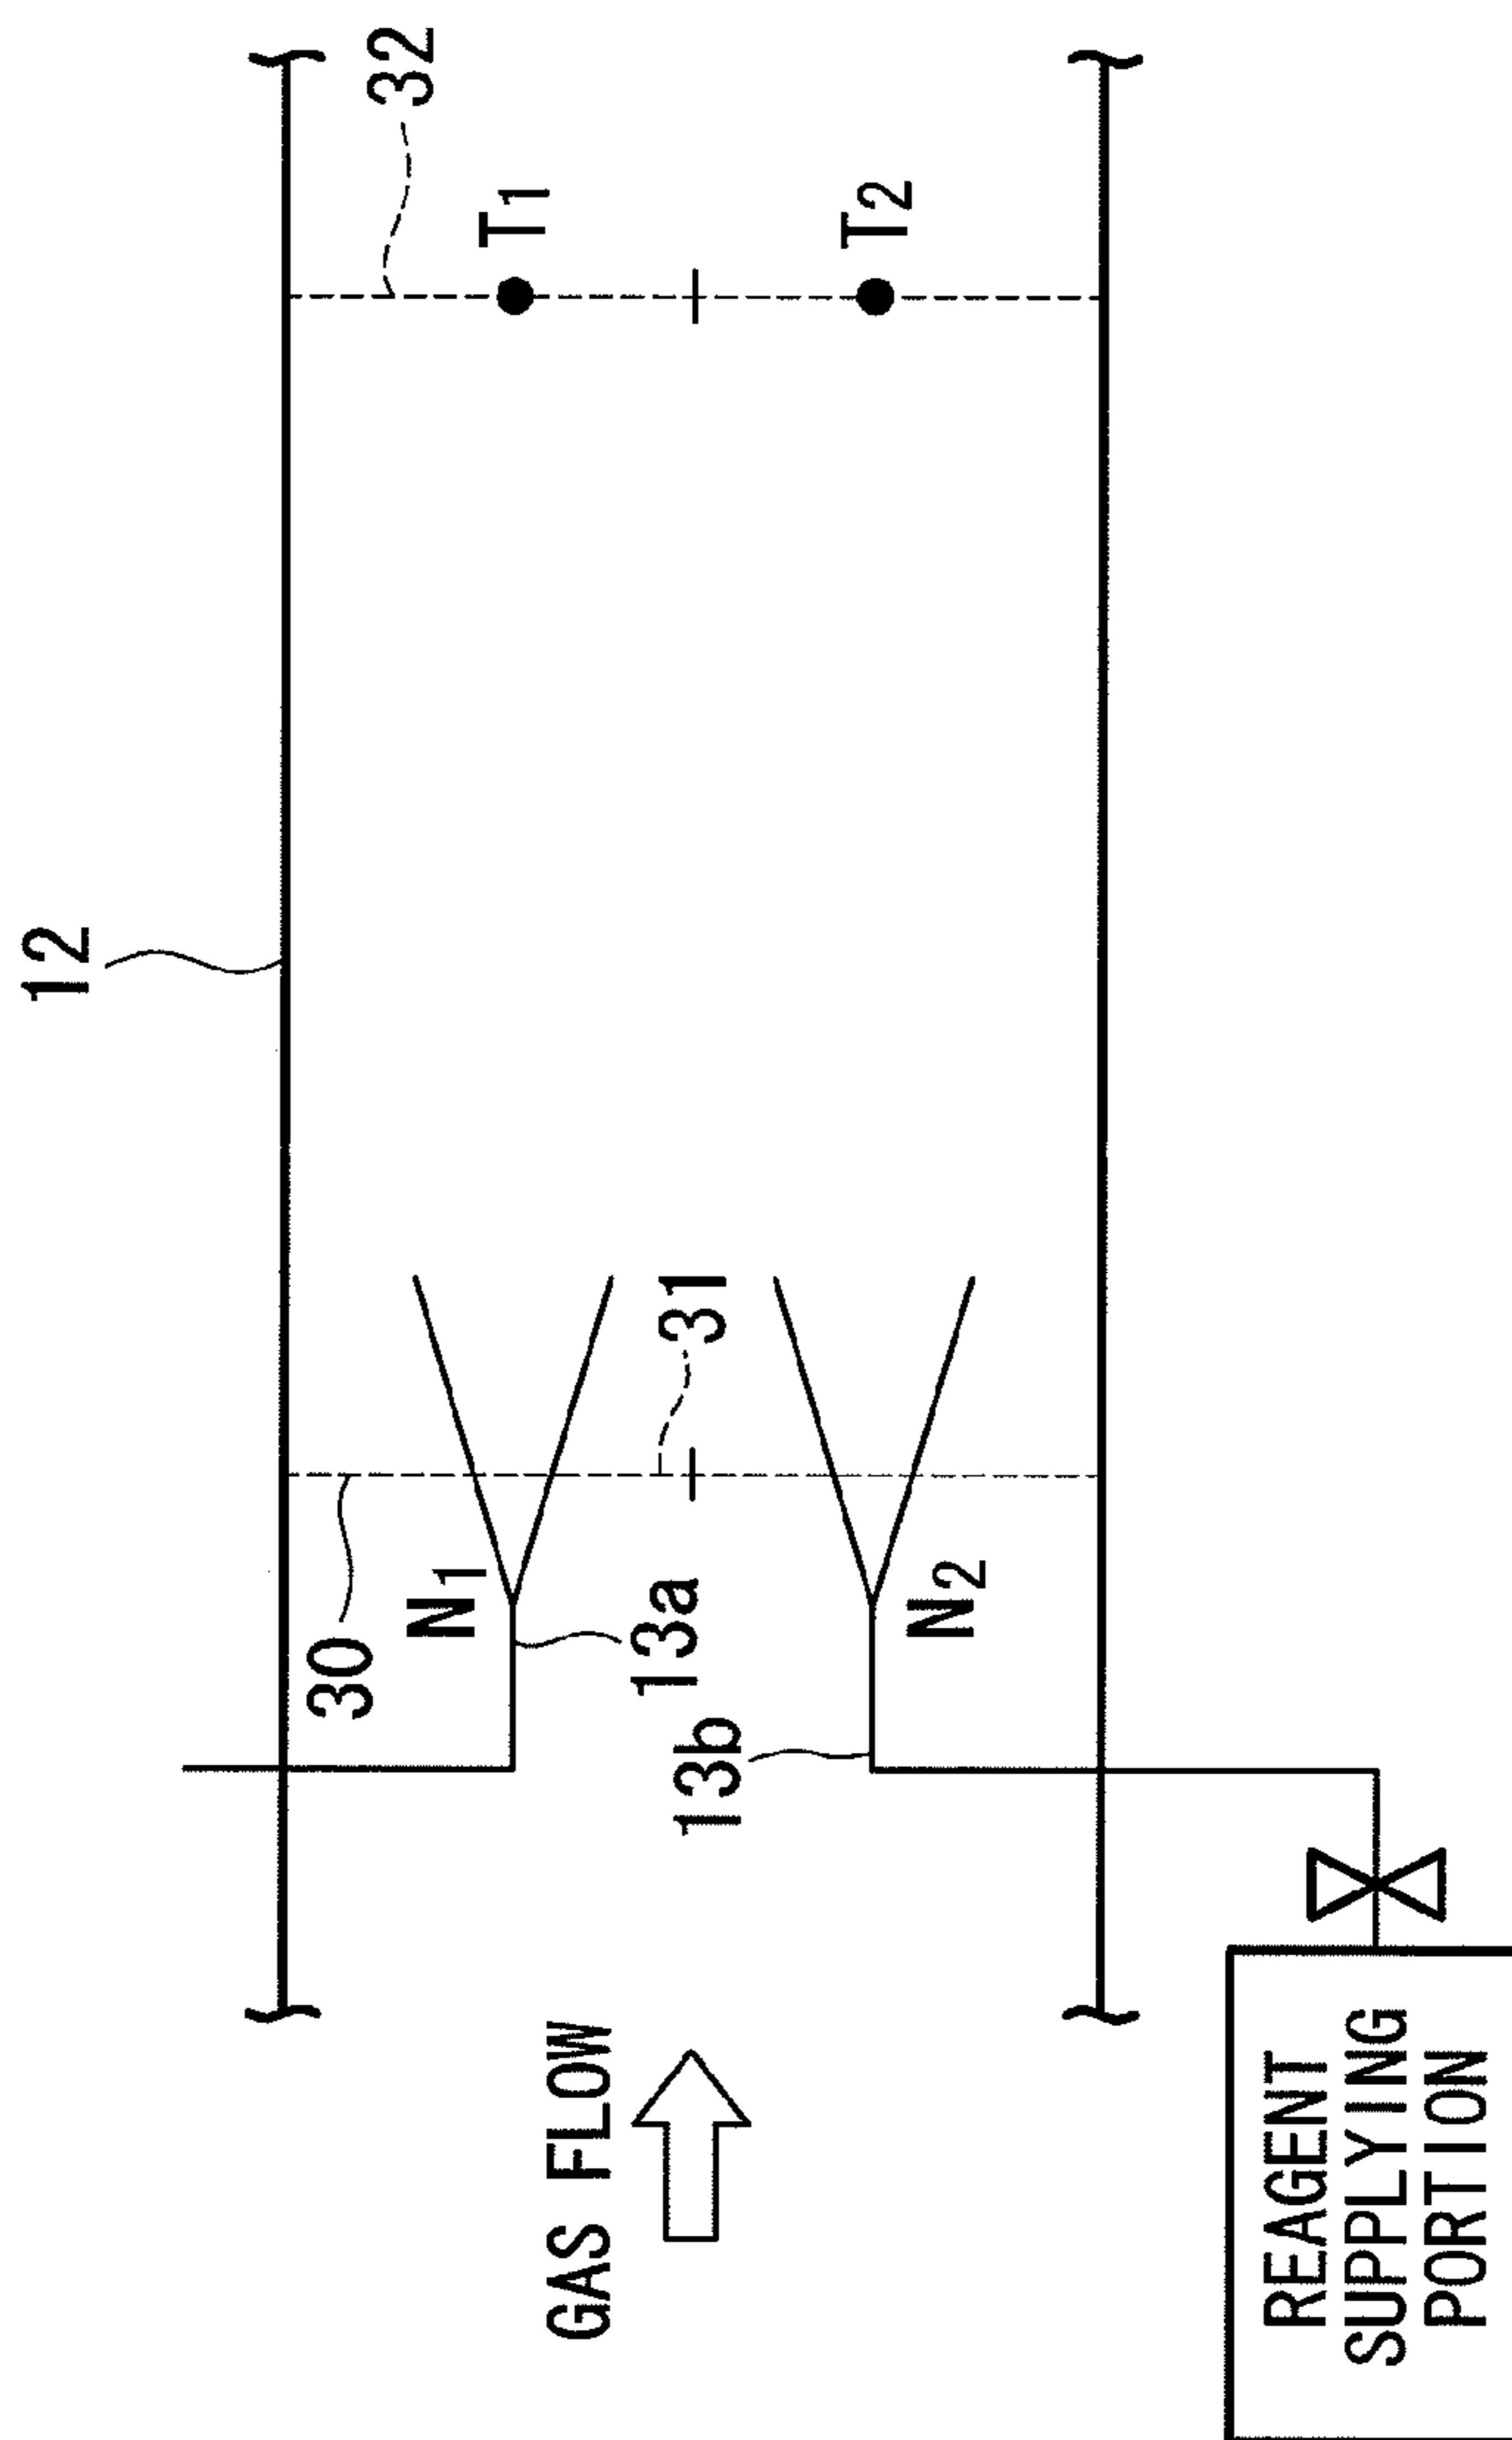 12
30
32
N1
T1
GAS FLOW
13a
31
13b
T2
N2
REAGENT
SUPPLYING
PORTION